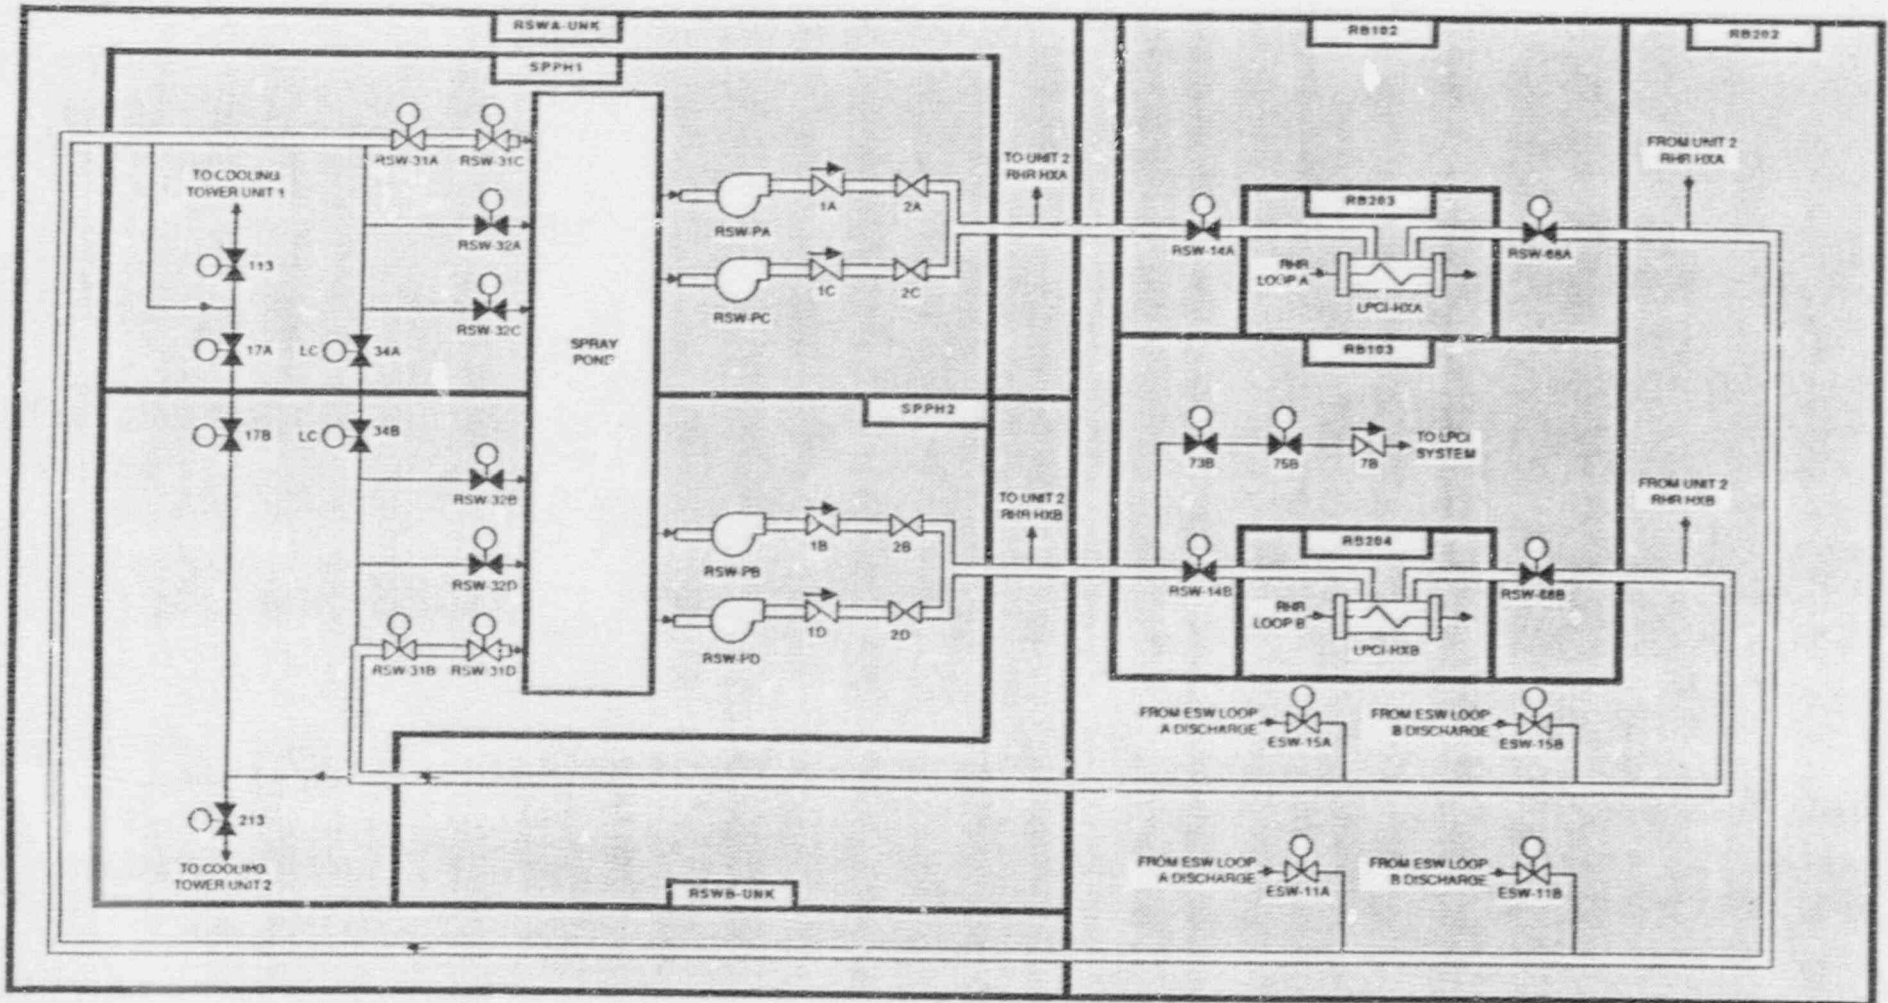 RSWA-UNK
RB102
RB202
SPPH1
RSW-31A
RSW-31C
TO COOLING
TOWER UNIT 1
TO UNIT 2
RHR HXA
FROM UNIT 2
RHR HXA
1A
2A
RSW-PA
RB203
RSW-32A
RSW-14A
RSW-68A
113
RHR
LOOP A
1C
2C
LPCI-HXA
RSW-PC
RSW-32C
SPRAY
POND
17A
LC
34A
RB103
SPPH2
17B
LC
34B
73B
75B
7B
TO LPCI
SYSTEM
RSW-32B
TO UNIT 2
RHR HXB
FROM UNIT 2
RHR HXB
1B
2B
RSW-PB
RB204
RSW-32D
RSW-14B
RSW-68B
RHR
LOOP B
1D
2D
LPCI-HXB
RSW-PD
RSW-31B
RSW-31D
FROM ESW LOOP
A DISCHARGE
ESW-15A
FROM ESW LOOP
B DISCHARGE
ESW-15B
213
TO COOLING
TOWER UNIT 2
FROM ESW LOOP
A DISCHARGE
ESW-11A
FROM ESW LOOP
B DISCHARGE
ESW-11B
RSWB-UNK